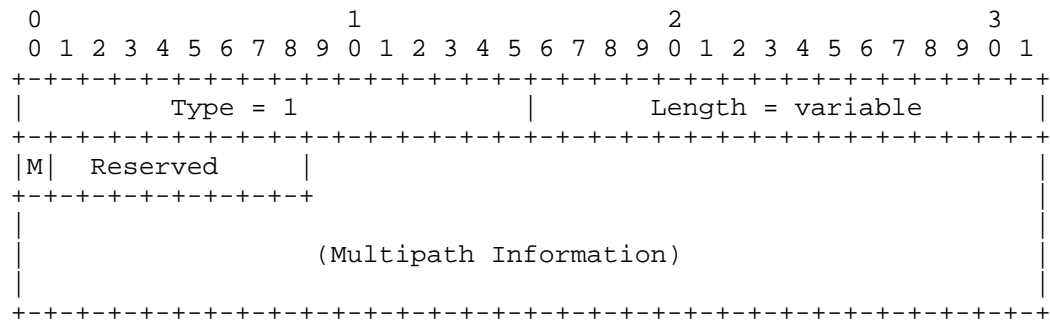 0                   1                   2                   3
 0 1 2 3 4 5 6 7 8 9 0 1 2 3 4 5 6 7 8 9 0 1 2 3 4 5 6 7 8 9 0 1
+-+-+-+-+-+-+-+-+-+-+-+-+-+-+-+-+-+-+-+-+-+-+-+-+-+-+-+-+-+-+-+-+
|         Type = 1              |       Length = variable       |
+-+-+-+-+-+-+-+-+-+-+-+-+-+-+-+-+-+-+-+-+-+-+-+-+-+-+-+-+-+-+-+-+
|M|  Reserved     |                                             |
+-+-+-+-+-+-+-+-+-+                                             |
|                                                               |
|                  (Multipath Information)                      |
|                                                               |
+-+-+-+-+-+-+-+-+-+-+-+-+-+-+-+-+-+-+-+-+-+-+-+-+-+-+-+-+-+-+-+-+